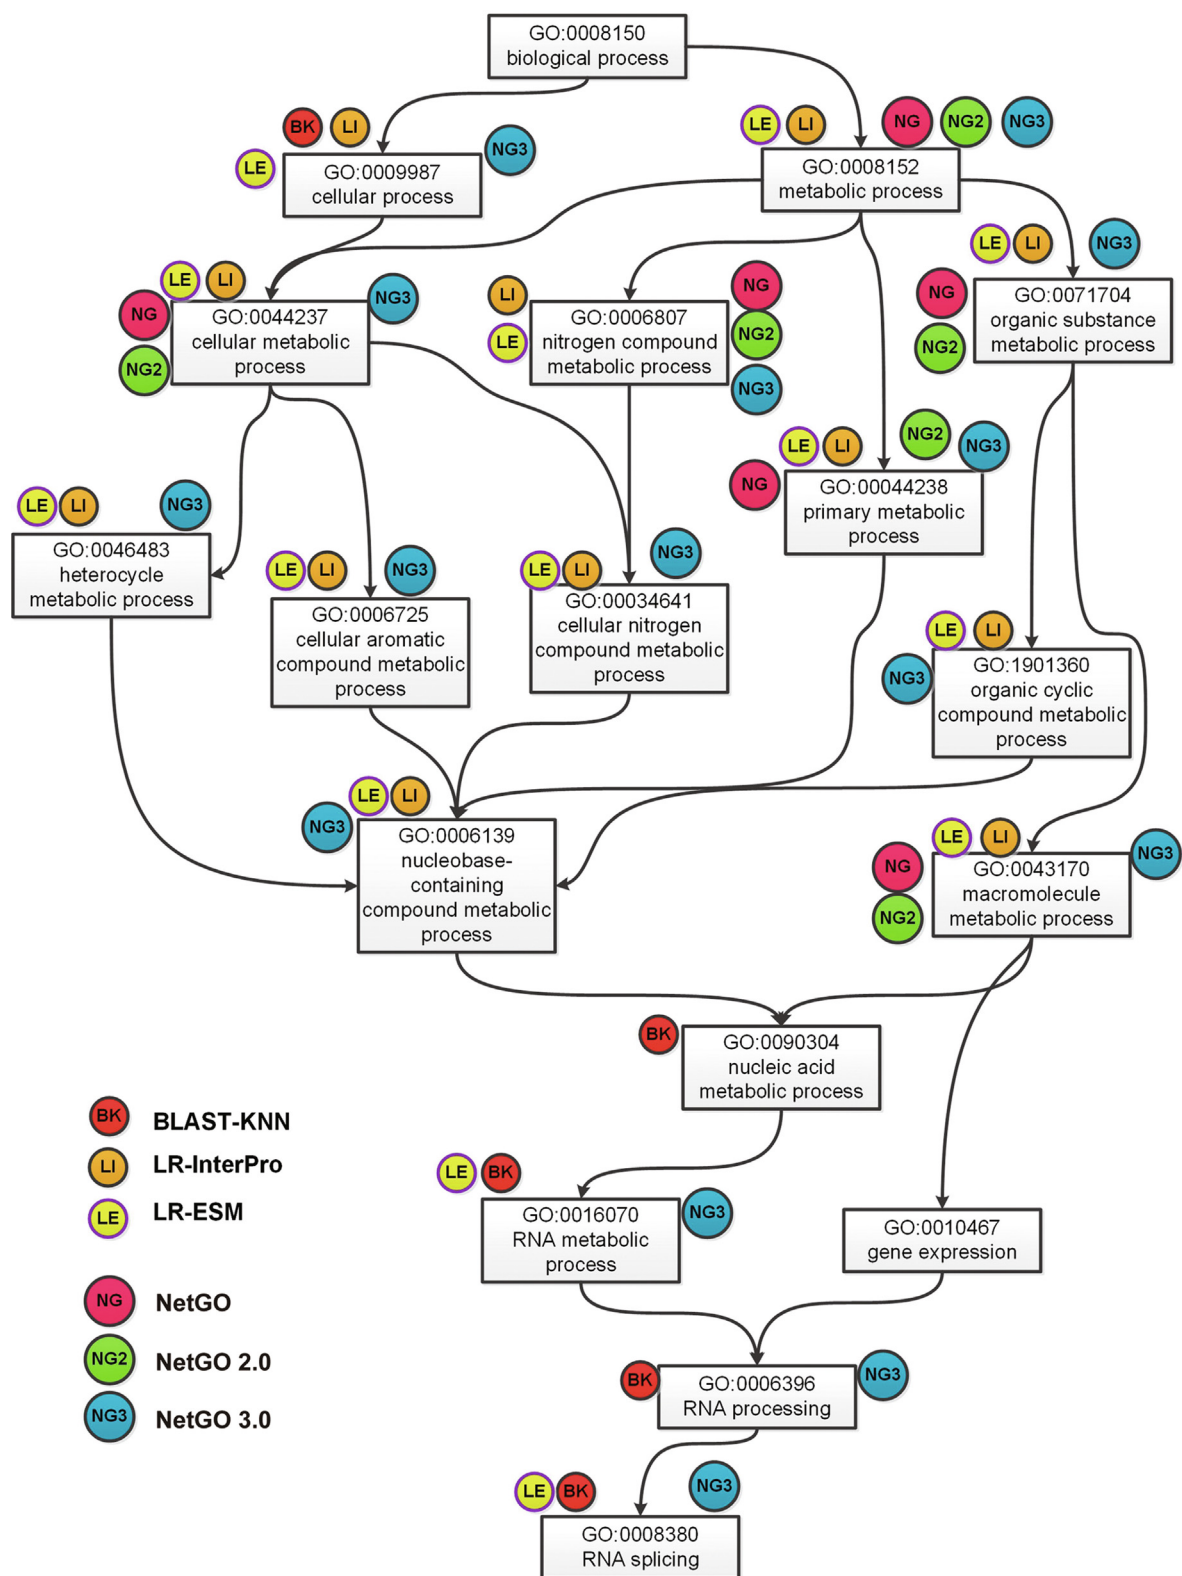 GO:0008150
biological process
BK
LI
LE
NG3
GO:0009987
cellular process
LE
LI
NG
NG2
NG3
GO:0008152
metabolic process
LE
LI
NG
NG2
NG3
GO:0044237
cellular metabolic
process
LI
LE
NG
NG2
NG3
GO:0006807
nitrogen compound
metabolic process
LE
LI
NG3
NG
NG2
GO:0071704
organic substance
metabolic process
LE
LI
NG2
NG3
NG
GO:00044238
primary metabolic
process
LE
LI
NG3
GO:0046483
heterocycle
metabolic process
LE
LI
NG3
GO:0006725
cellular aromatic
compound metabolic
process
LE
LI
NG3
GO:00034641
cellular nitrogen
compound metabolic
process
LE
LI
NG3
GO:1901360
organic cyclic
compound metabolic
process
LE
LI
NG3
GO:0006139
nucleobase-
containing
compound metabolic
process
LE
LI
NG3
NG
NG2
GO:0043170
macromolecule
metabolic process
BK
GO:0090304
nucleic acid
metabolic process
LE
BK
NG3
GO:0016070
RNA metabolic
process
GO:0010467
gene expression
BK
NG3
GO:0006396
RNA processing
LE
BK
NG3
GO:0008380
RNA splicing
BK BLAST-KNN
LI LR-InterPro
LE LR-ESM
NG NetGO
NG2 NetGO 2.0
NG3 NetGO 3.0